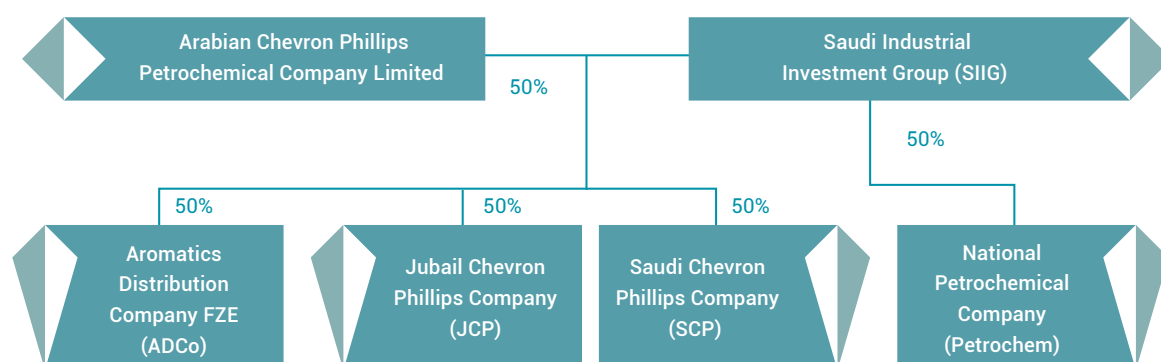 Arabian Chevron Phillips
Petrochemical Company Limited
Saudi Industrial
Investment Group (SIIG)
50%
50%
50%
50%
50%
Aromatics
Distribution
Company FZE
(ADCo)
Jubail Chevron
Phillips Company
(JCP)
Saudi Chevron
Phillips Company
(SCP)
National
Petrochemical
Company
(Petrochem)